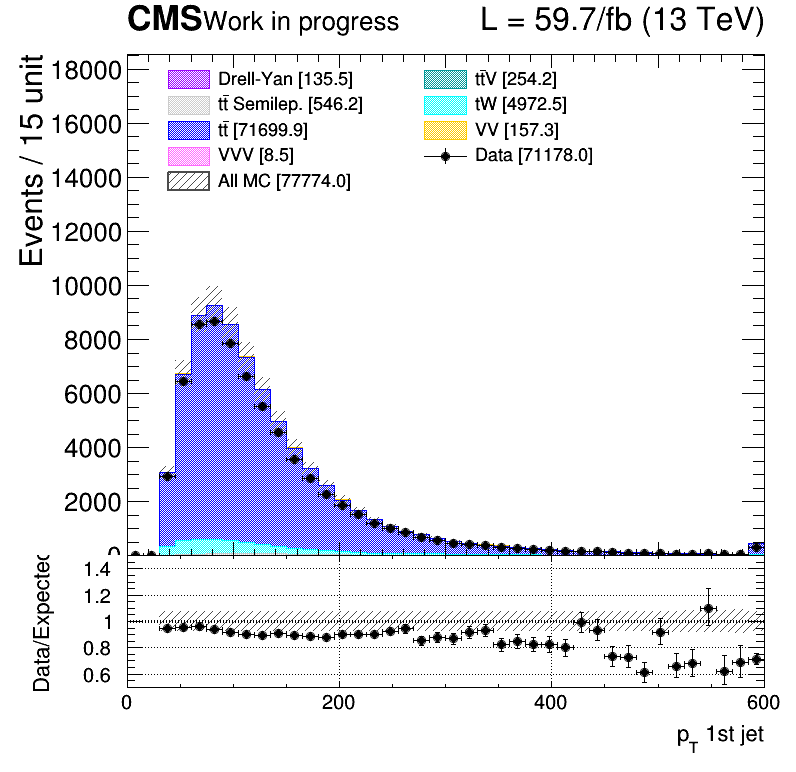 CMS Work in progress L = 59.7/fb (13 TeV)
Events / 15 unit
18000
16000
14000
12000
10000
8000
6000
4000
2000
0
Drell-Yan [135.5]
tt̄ Semilep. [546.2]
tt̄ [71699.9]
VVV [8.5]
All MC [77774.0]
tt̄V [254.2]
tW [4972.5]
VV [157.3]
Data [71178.0]
Data/Expected
1.4
1.2
1
0.8
0.6
0 200 400 600
p_T 1st jet